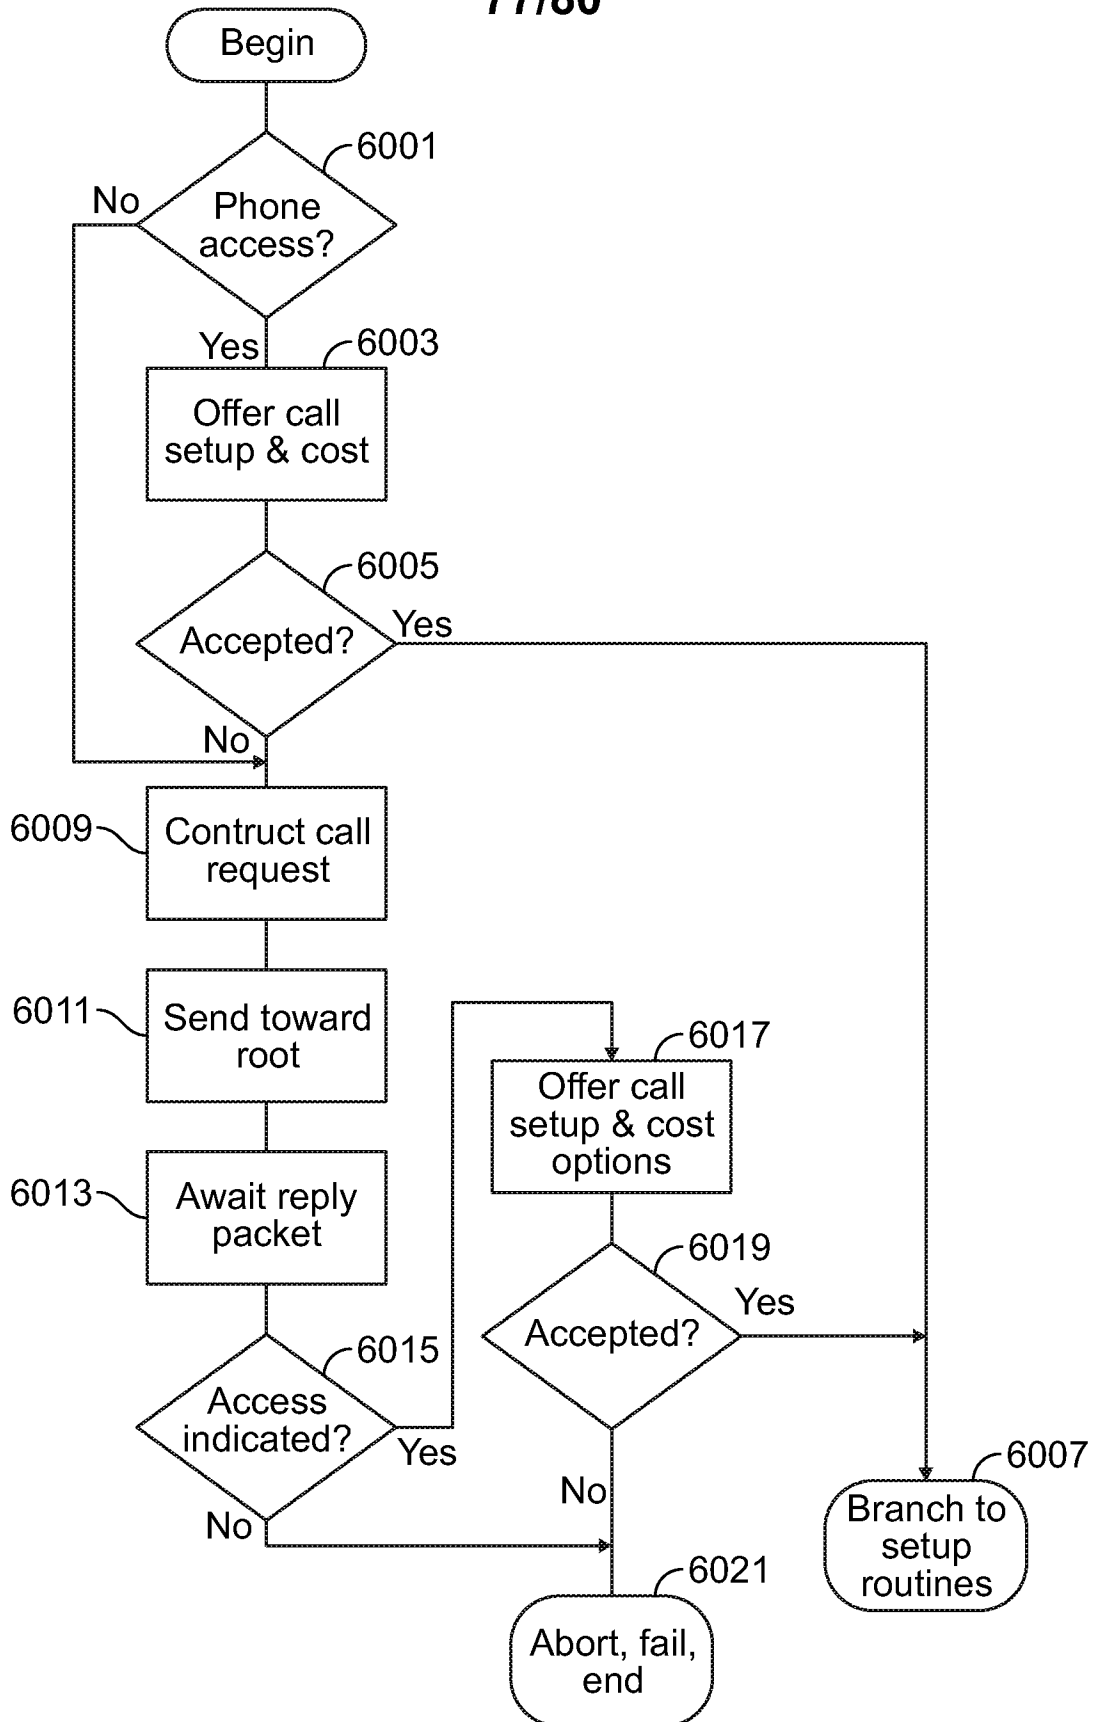 77/80
Begin
6001
No
Phone
access?
Yes
6003
Offer call
setup & cost
6005
Accepted?
Yes
No
6009
Contruct call
request
6011
Send toward
root
6017
Offer call
setup & cost
options
6013
Await reply
packet
6019
Accepted?
Yes
6015
Access
indicated?
Yes
No
No
6007
Branch to
setup
routines
6021
Abort, fail,
end